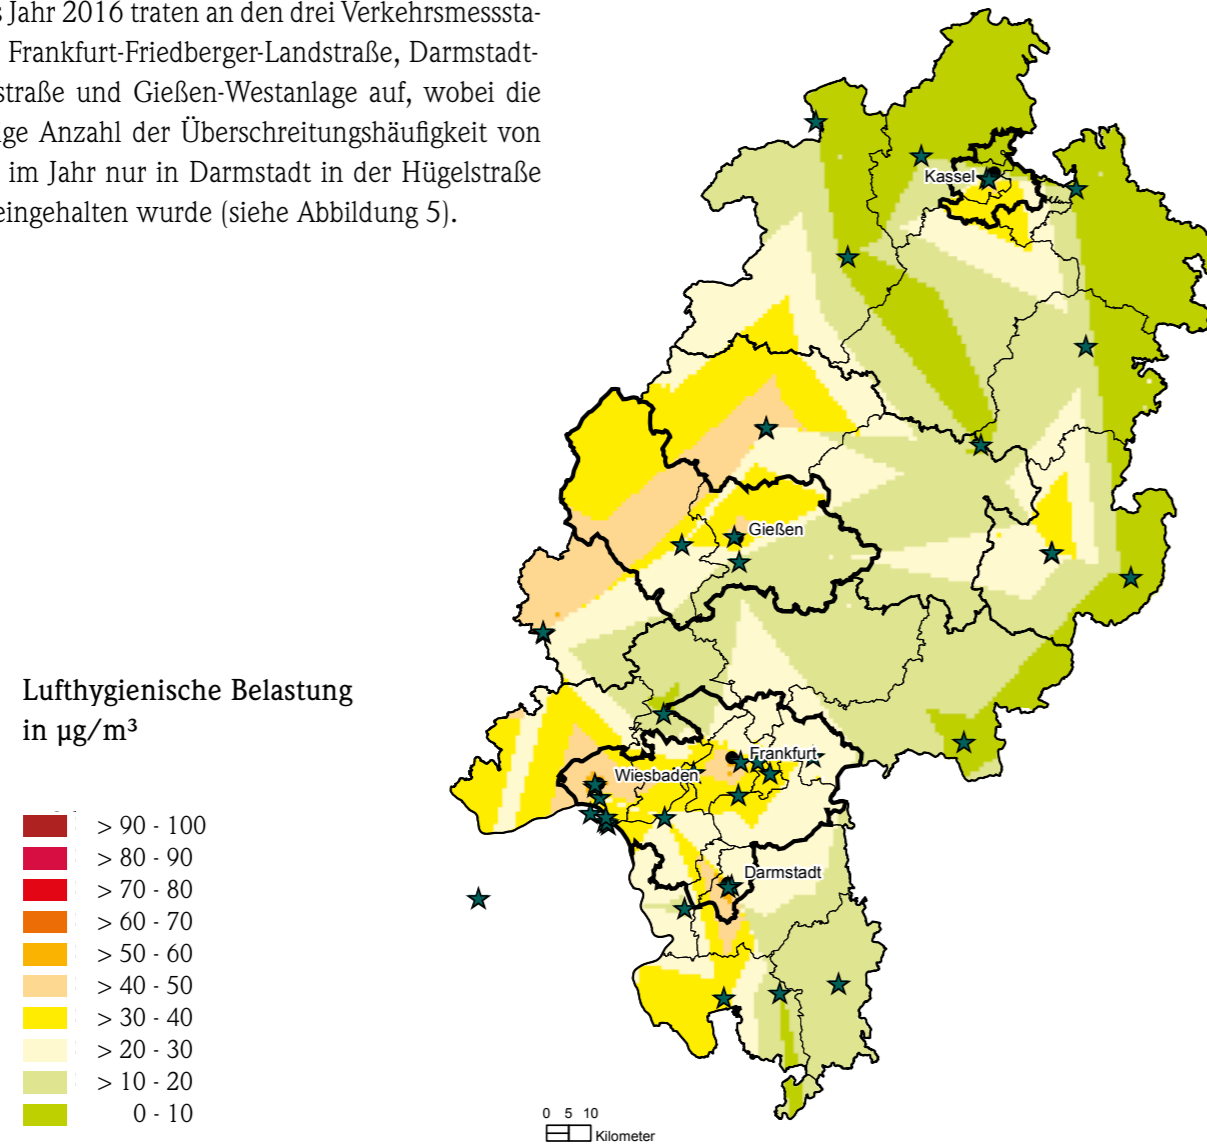 s Jahr 2016 traten an den drei Verkehrsmesssta-
Frankfurt-Friedberger-Landstraße, Darmstadt-
straße und Gießen-Westanlage auf, wobei die
ge Anzahl der Überschreitungshäufigkeit von
im Jahr nur in Darmstadt in der Hügelstraße
eingehalten wurde (siehe Abbildung 5).
Kassel
Gießen
Frankfurt
Wiesbaden
Darmstadt
Lufthygienische Belastung
in µg/m³
> 90 - 100
> 80 - 90
> 70 - 80
> 60 - 70
> 50 - 60
> 40 - 50
> 30 - 40
> 20 - 30
> 10 - 20
0 - 10
0 5 10
Kilometer